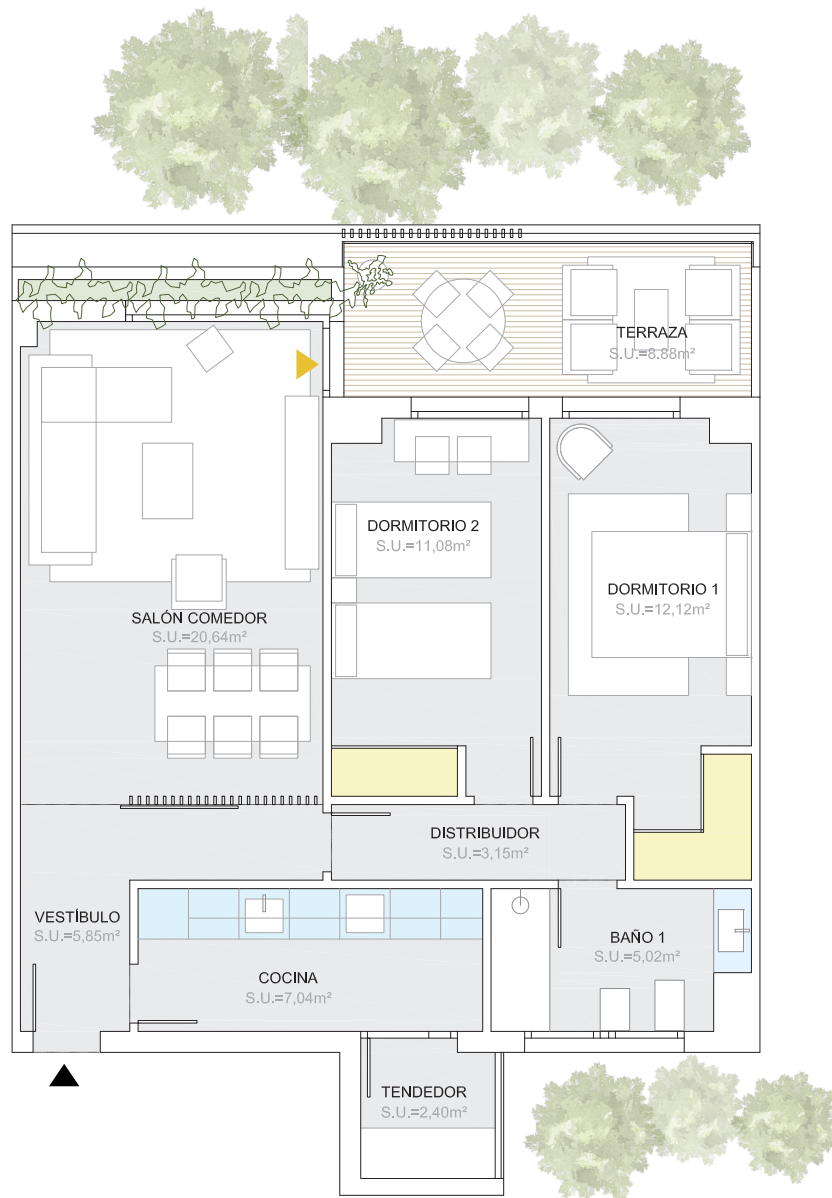 TERRAZA
S.U.=8.88m²
DORMITORIO 2
S.U.=11,08m²
DORMITORIO 1
S.U.=12,12m²
SALÓN COMEDOR
S.U.=20,64m²
DISTRIBUIDOR
S.U.=3,15m²
VESTÍBULO
S.U.=5,85m²
BAÑO 1
S.U.=5,02m²
COCINA
S.U.=7,04m²
TENDEDOR
S.U.=2,40m²